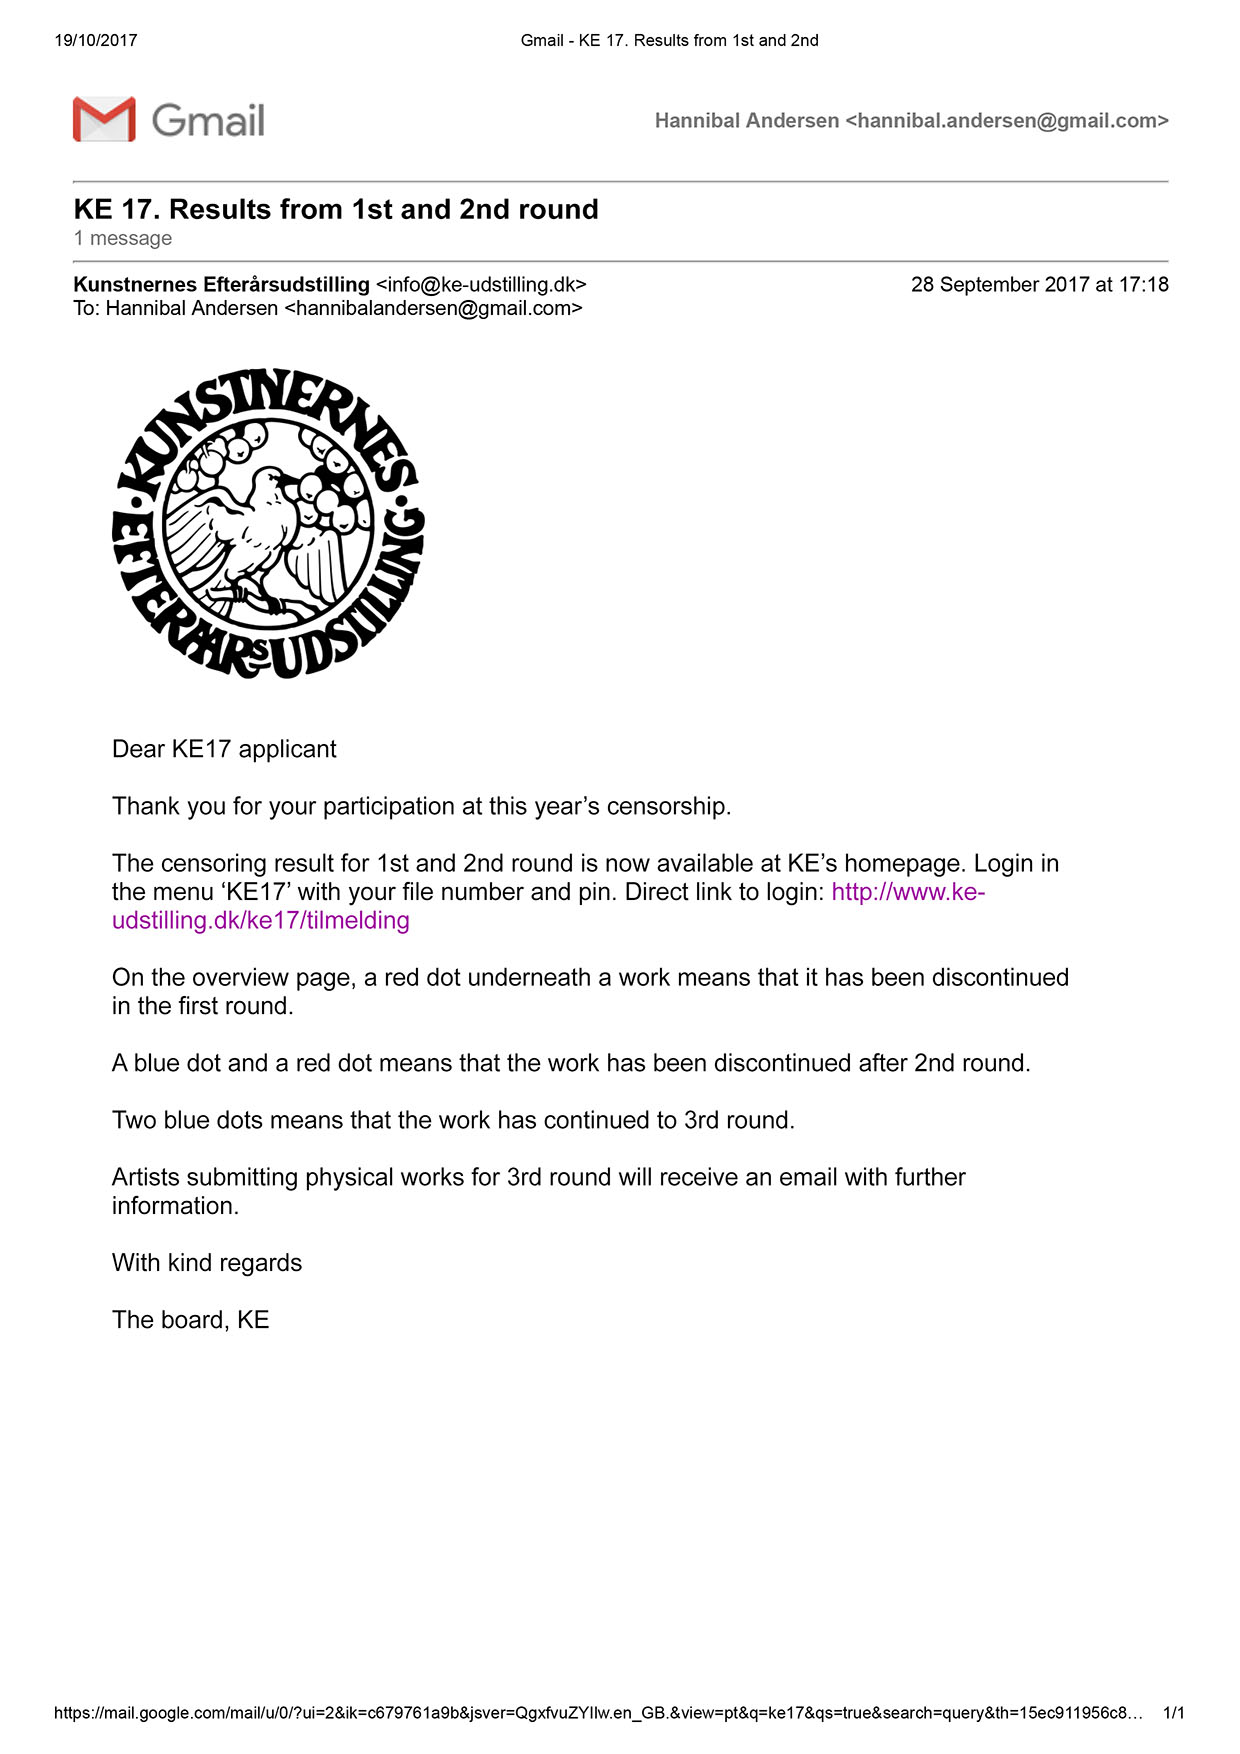 19/10/2017 Gmail - KE 17. Results from 1st and 2nd
Gmail Hannibal Andersen <hannibal.andersen@gmail.com>
KE 17. Results from 1st and 2nd round
1 message
Kunstnernes Efterårsudstilling <info@ke-udstilling.dk> 28 September 2017 at 17:18
To: Hannibal Andersen <hannibalandersen@gmail.com>
·KUNSTNERNES·
EFTERAARSUDSTILLING
Dear KE17 applicant
Thank you for your participation at this year’s censorship.
The censoring result for 1st and 2nd round is now available at KE’s homepage. Login in
the menu ‘KE17’ with your file number and pin. Direct link to login: http://www.ke-
udstilling.dk/ke17/tilmelding
On the overview page, a red dot underneath a work means that it has been discontinued
in the first round.
A blue dot and a red dot means that the work has been discontinued after 2nd round.
Two blue dots means that the work has continued to 3rd round.
Artists submitting physical works for 3rd round will receive an email with further
information.
With kind regards
The board, KE
https://mail.google.com/mail/u/0/?ui=2&ik=c679761a9b&jsver=QgxfvuZYIlw.en_GB.&view=pt&q=ke17&qs=true&search=query&th=15ec911956c8… 1/1